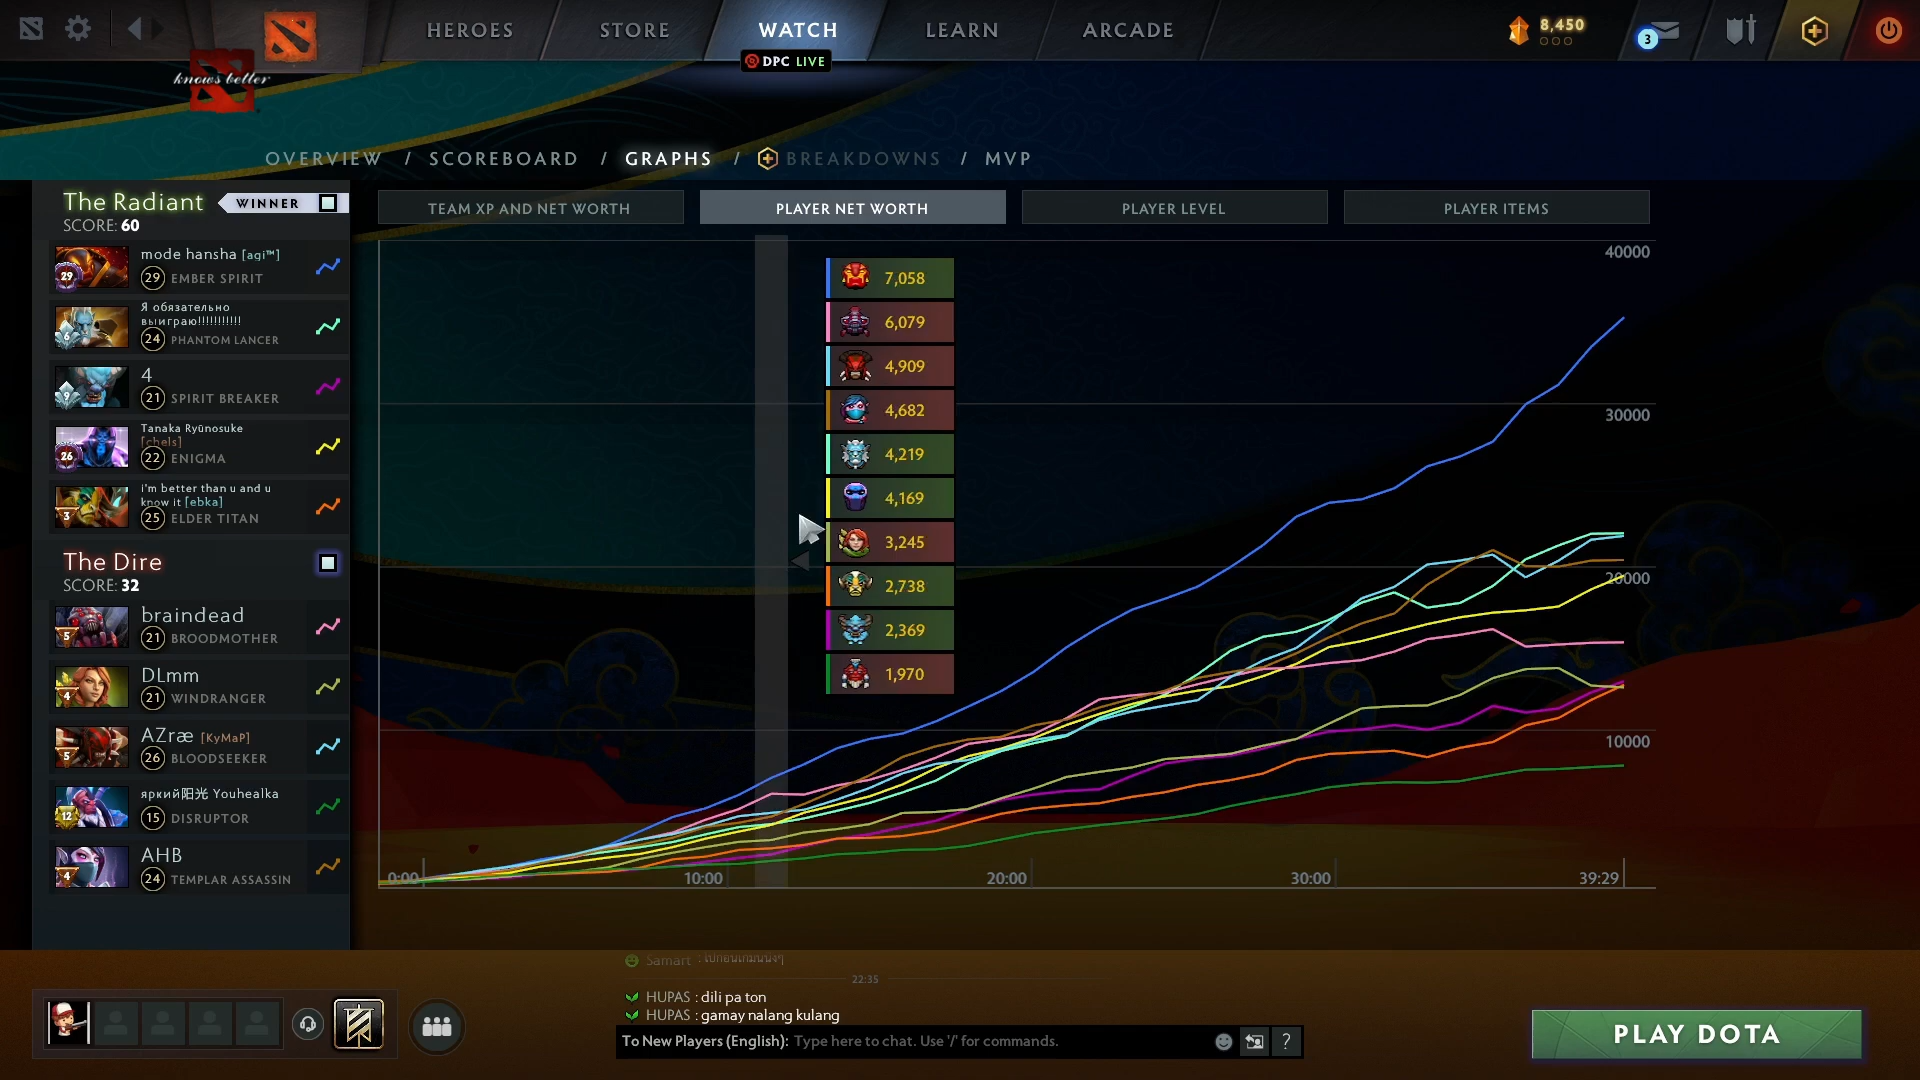 HEROES
STORE
WATCH
LEARN
ARCADE
8,450
3
DPC LIVE
knows better
OVERVIEW / SCOREBOARD / GRAPHS / BREAKDOWNS / MVP
The Radiant
WINNER
SCORE: 60
TEAM XP AND NET WORTH
PLAYER NET WORTH
PLAYER LEVEL
PLAYER ITEMS
29
mode hansha [agi™]
29 EMBER SPIRIT
6
Я обязательно
выиграю!!!!!!!!!!!
24 PHANTOM LANCER
9
4
21 SPIRIT BREAKER
26
Tanaka Ryūnosuke
[chels]
22 ENIGMA
3
i'm better than u and u
know it [ebka]
25 ELDER TITAN
The Dire
SCORE: 32
5
braindead
21 BROODMOTHER
4
DLmm
21 WINDRANGER
5
AZræ [KyMaP]
26 BLOODSEEKER
12
яркий阳光 Youhealka
15 DISRUPTOR
4
AHB
24 TEMPLAR ASSASSIN
7,058
6,079
4,909
4,682
4,219
4,169
3,245
2,738
2,369
1,970
40000
30000
20000
10000
0:00
10:00
20:00
30:00
39:29
Samart :
22:35
HUPAS : dili pa ton
HUPAS : gamay nalang kulang
To New Players (English): Type here to chat. Use '/' for commands.
?
PLAY DOTA